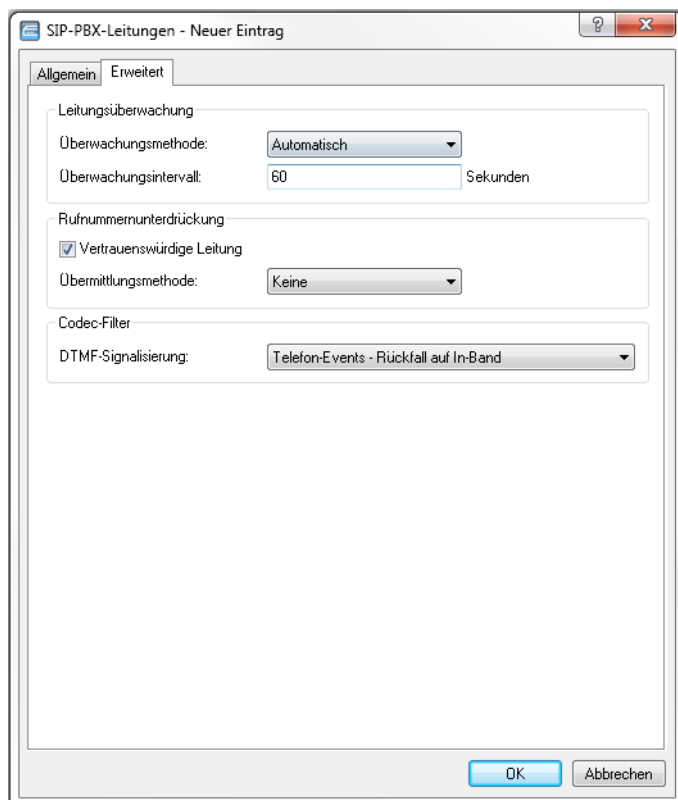 SIP-PBX-Leitungen - Neuer Eintrag
Allgemein Erweitert
Leitungsüberwachung
Überwachungsmethode: Automatisch
Überwachungsintervall: 60 Sekunden
Rufnummernunterdrückung
Vertrauenswürdige Leitung
Übermittlungsmethode: Keine
Codec-Filter
DTMF-Signalisierung: Telefon-Events - Rückfall auf In-Band
OK Abbrechen